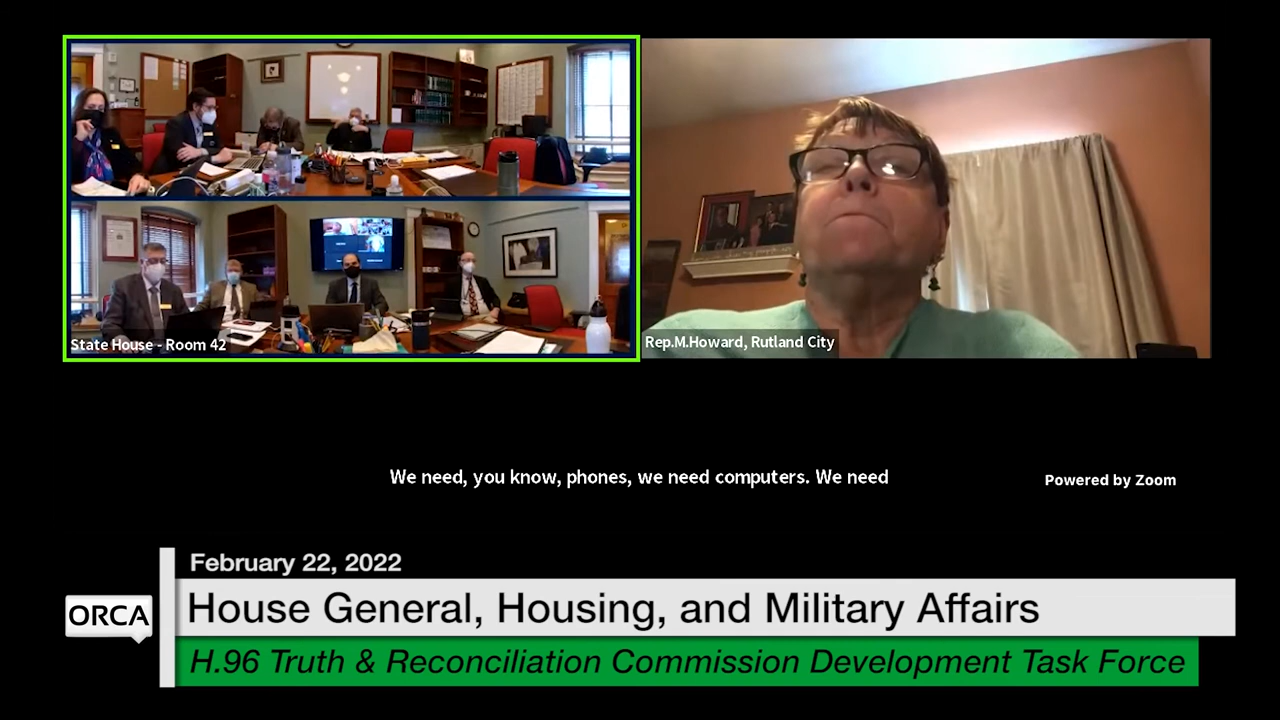 State House - Room 42
Rep.M.Howard, Rutland City
We need, you know, phones, we need computers. We need
Powered by Zoom
February 22, 2022
ORCA
House General, Housing, and Military Affairs
H.96 Truth & Reconciliation Commission Development Task Force